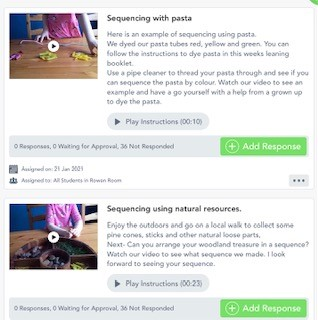 Sequencing with pasta
Here is an example of sequencing using pasta.
We dyed our pasta tubes red, yellow and green. You can
follow the instructions to dye pasta in this weeks leaning
booklet.
Use a pipe cleaner to thread your pasta through and see if you
can sequence the pasta by colour. Watch our video to see an
example and have a go yourself with a help from a grown up
to dye the pasta.
Play Instructions (00:10)
0 Responses, 0 Waiting for Approval, 36 Not Responded
Add Response
Assigned on: 21 Jan 2021
Assigned to: All Students in Rowan Room
Sequencing using natural resources.
Enjoy the outdoors and go on a local walk to collect some
pine cones, sticks and other natural loose parts,
Next- Can you arrange your woodland treasure in a sequence?
Watch our video to see what sequence we made. I look
forward to seeing your sequence.
Play Instructions (00:23)
0 Responses, 0 Waiting for Approval, 36 Not Responded
Add Response